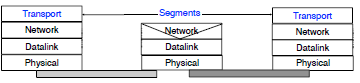 Transport Segments Transport
Network Network Network
Datalink Datalink Datalink
Physical Physical Physical